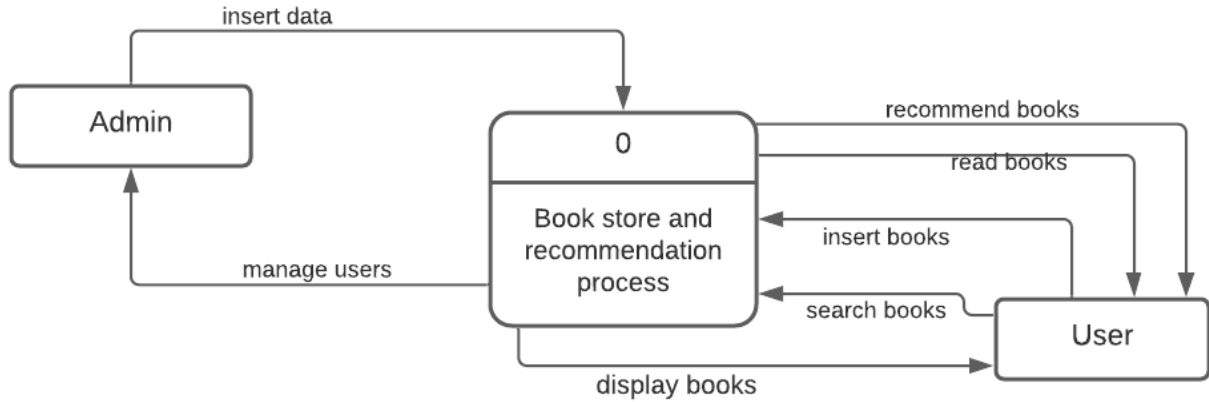 insert data
Admin
0
recommend books
read books
Book store and
recommendation
process
insert books
manage users
search books
User
display books